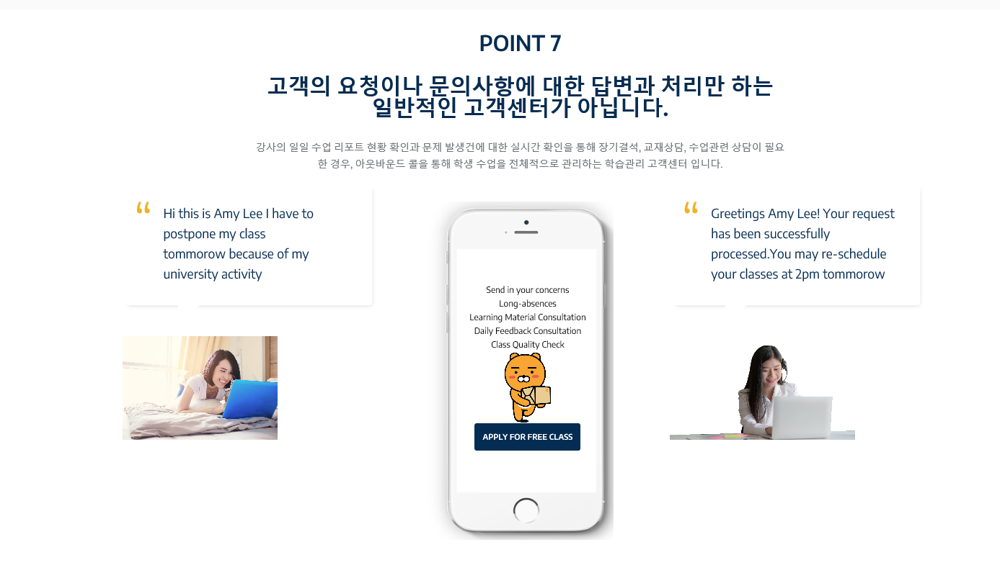 POINT 7
고객의 요청이나 문의사항에 대한 답변과 처리만 하는
일반적인 고객센터가 아닙니다.
강사의 일일 수업 리포트 현황 확인과 문제 발생건에 대한 실시간 확인을 통해 장기결석, 교재상담, 수업관련 상담이 필요
한 경우, 아웃바운드 콜을 통해 학생 수업을 전체적으로 관리하는 학습관리 고객센터 입니다.
“ Hi this is Amy Lee I have to
postpone my class
tommorow because of my
university activity
Send in your concerns
Long-absences
Learning Material Consultation
Daily Feedback Consultation
Class Quality Check
APPLY FOR FREE CLASS
“ Greetings Amy Lee! Your request
has been successfully
processed.You may re-schedule
your classes at 2pm tommorow